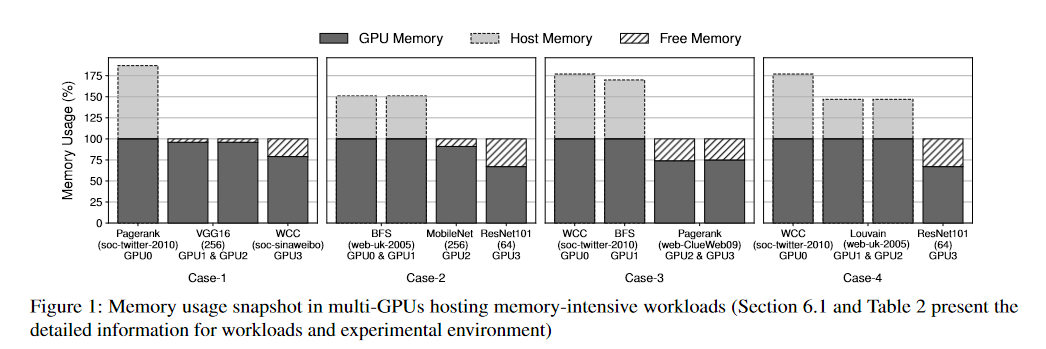 GPU Memory Host Memory Free Memory
Memory Usage (%)
175
150
125
100
75
50
25
0
Pagerank
(soc-twitter-2010)
GPU0
VGG16
(256)
GPU1 & GPU2
WCC
(soc-sinaweibo)
GPU3
Case-1
BFS
(web-uk-2005)
GPU0 & GPU1
MobileNet
(256)
GPU2
ResNet101
(64)
GPU3
Case-2
WCC
(soc-twitter-2010)
GPU0
BFS
GPU1
Pagerank
(web-ClueWeb09)
GPU2 & GPU3
Case-3
WCC
(soc-twitter-2010)
GPU0
Louvain
(web-uk-2005)
GPU1 & GPU2
ResNet101
(64)
GPU3
Case-4
Figure 1: Memory usage snapshot in multi-GPUs hosting memory-intensive workloads (Section 6.1 and Table 2 present the
detailed information for workloads and experimental environment)